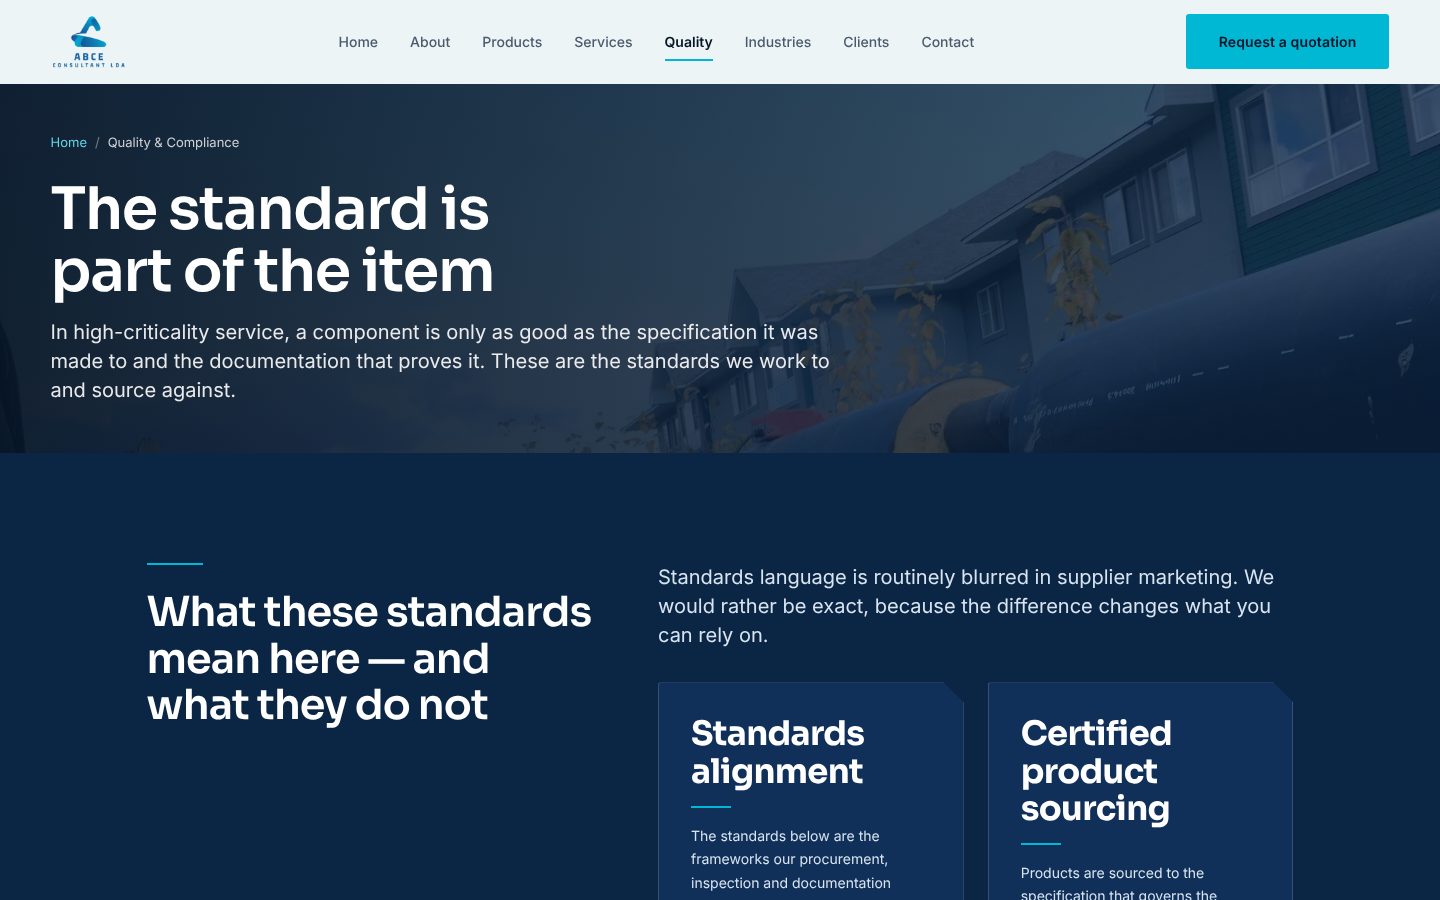 ABCE
CONSULTANT LDA
Home
About
Products
Services
Quality
Industries
Clients
Contact
Request a quotation
Home / Quality & Compliance
The standard is
part of the item
In high-criticality service, a component is only as good as the specification it was
made to and the documentation that proves it. These are the standards we work to
and source against.
What these standards
mean here — and
what they do not
Standards language is routinely blurred in supplier marketing. We
would rather be exact, because the difference changes what you
can rely on.
Standards
alignment
The standards below are the
frameworks our procurement,
inspection and documentation
Certified
product
sourcing
Products are sourced to the
specification that governs the